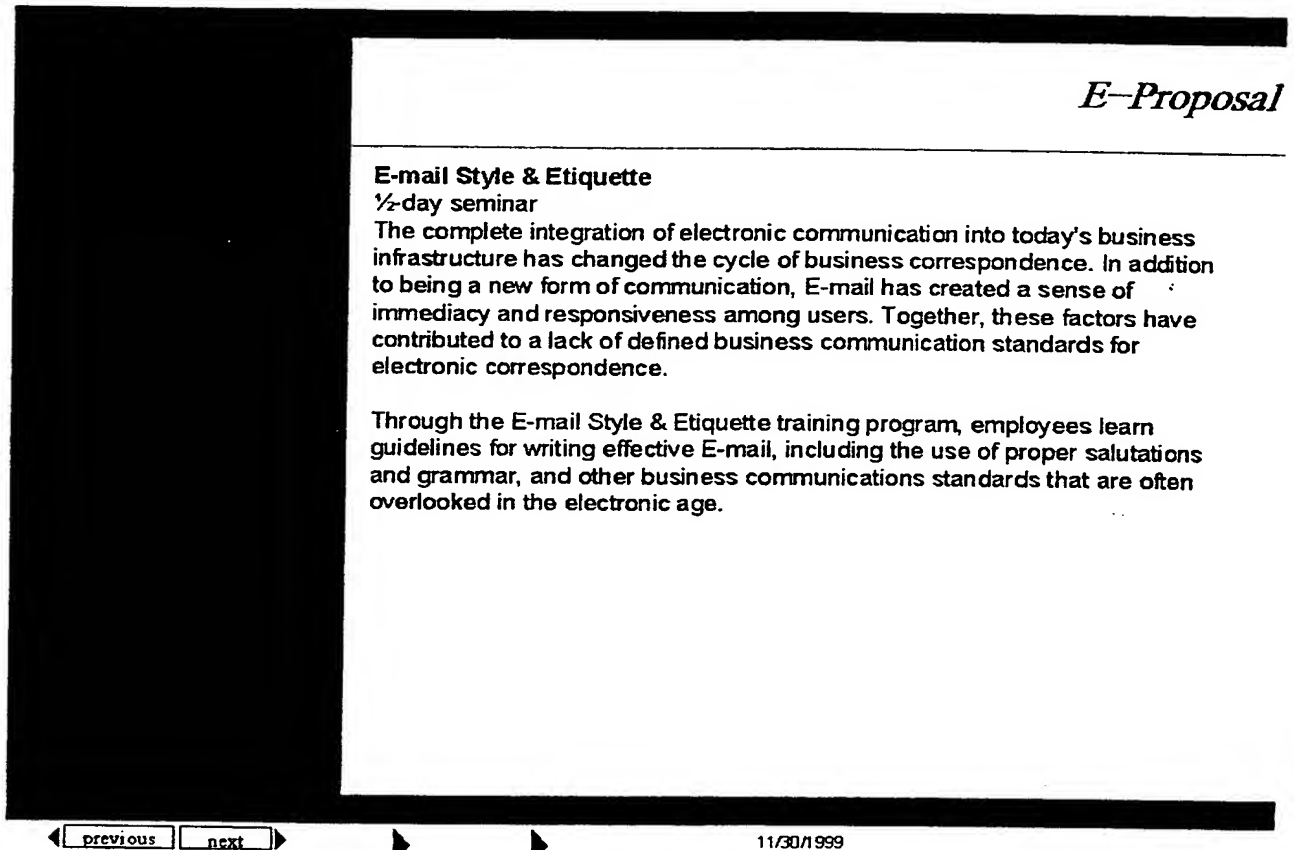 E-Proposal
E-mail Style & Etiquette
½-day seminar
The complete integration of electronic communication into today's business
infrastructure has changed the cycle of business correspondence. In addition
to being a new form of communication, E-mail has created a sense of
immediacy and responsiveness among users. Together, these factors have
contributed to a lack of defined business communication standards for
electronic correspondence.
Through the E-mail Style & Etiquette training program, employees learn
guidelines for writing effective E-mail, including the use of proper salutations
and grammar, and other business communications standards that are often
overlooked in the electronic age.
previous next 11/30/1999